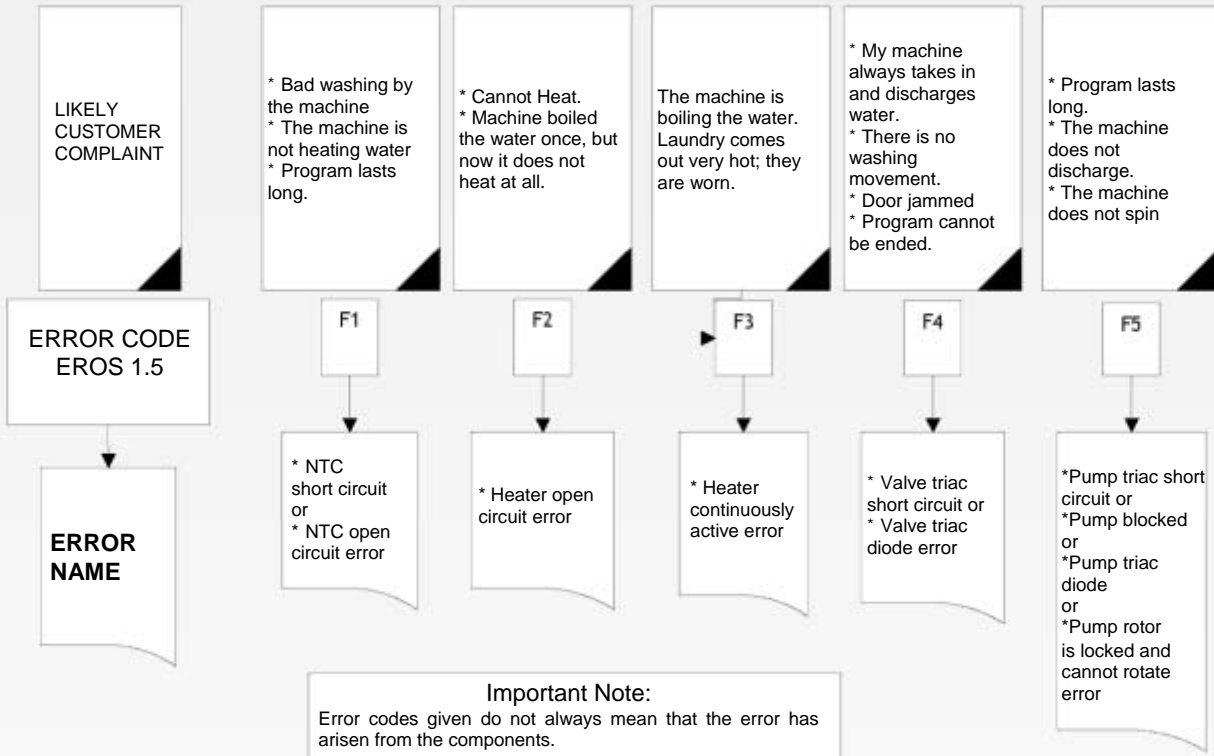 LIKELY
CUSTOMER
COMPLAINT
* Bad washing by
the machine
* The machine is
not heating water
* Program lasts
long.
* Cannot Heat.
* Machine boiled
the water once, but
now it does not
heat at all.
The machine is
boiling the water.
Laundry comes
out very hot; they
are worn.
* My machine
always takes in
and discharges
water.
* There is no
washing
movement.
* Door jammed
* Program cannot
be ended.
* Program lasts
long.
* The machine
does not
discharge.
* The machine
does not spin
ERROR CODE
EROS 1.5
F1
F2
F3
F4
F5
ERROR
NAME
* NTC
short circuit
or
* NTC open
circuit error
* Heater open
circuit error
* Heater
continuously
active error
* Valve triac
short circuit or
* Valve triac
diode error
*Pump triac short
circuit or
*Pump blocked
or
*Pump triac
diode
or
*Pump rotor
is locked and
cannot rotate
error
Important Note:
Error codes given do not always mean that the error has
arisen from the components.